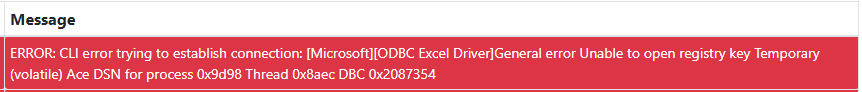 Message
ERROR: CLI error trying to establish connection: [Microsoft][ODBC Excel Driver]General error Unable to open registry key Temporary
(volatile) Ace DSN for process 0x9d98 Thread 0x8aec DBC 0x2087354